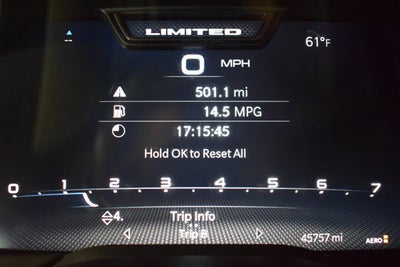 LIMITED
61°F
0 MPH
501.1 mi
14.5 MPG
17:15:45
Hold OK to Reset All
0 1 2 3 4 5 6 7
4. Trip Info
Trip B
45757 mi
AERO